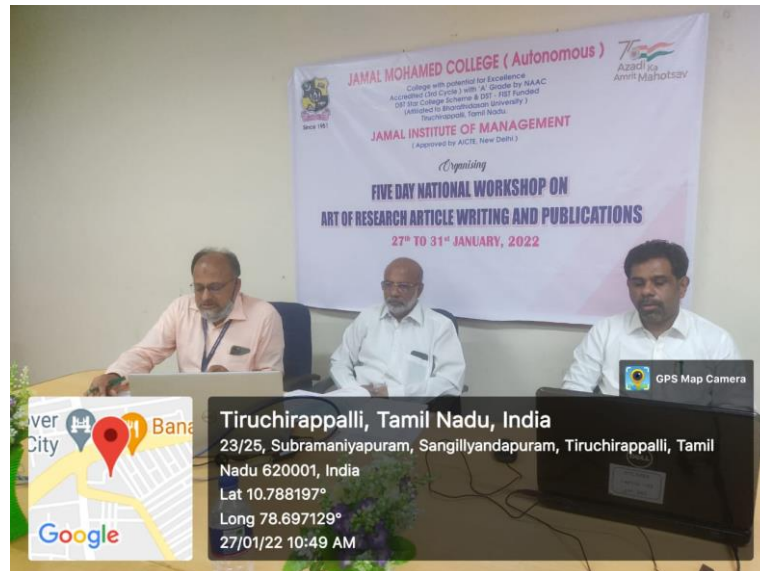 JAMAL MOHAMED COLLEGE ( Autonomous )
College with potential for Excellence
Accredited (3rd Cycle) with 'A' Grade by NAAC
DBT Star College Scheme & DST - FIST Funded
(Affiliated to Bharathidasan University )
Tiruchirappalli, Tamil Nadu.
Since 1951
75
Azadi Ka
Amrit Mahotsav
JAMAL INSTITUTE OF MANAGEMENT
( Approved by AICTE, New Delhi )
Organising
FIVE DAY NATIONAL WORKSHOP ON
ART OF RESEARCH ARTICLE WRITING AND PUBLICATIONS
27th TO 31st JANUARY, 2022
GPS Map Camera
over
City
Bana
Google
Tiruchirappalli, Tamil Nadu, India
23/25, Subramaniyapuram, Sangillyandapuram, Tiruchirappalli, Tamil
Nadu 620001, India
Lat 10.788197°
Long 78.697129°
27/01/22 10:49 AM